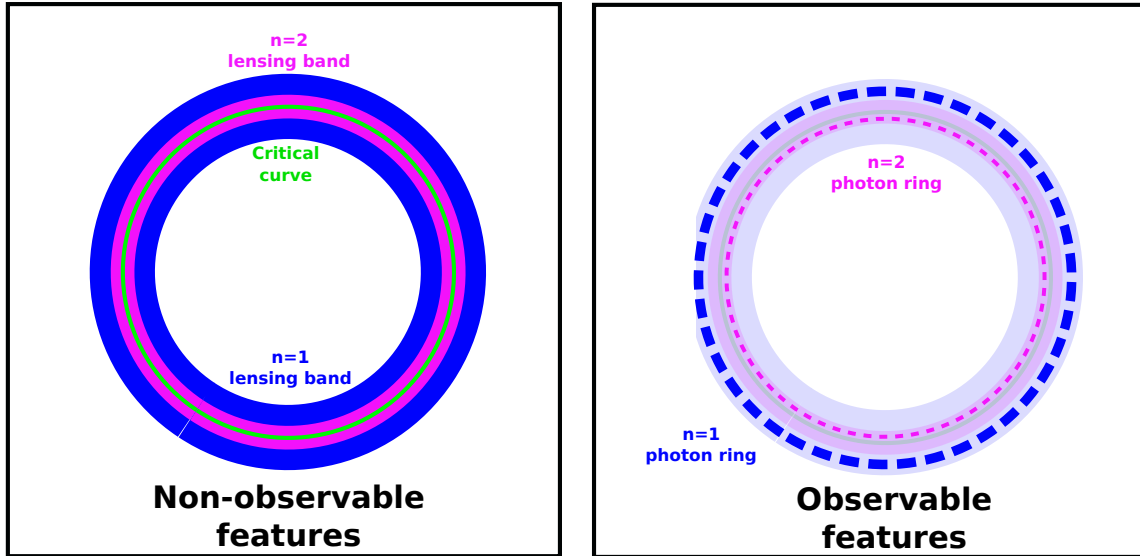 n=2
lensing band
Critical
curve
n=1
lensing band
Non-observable
features
n=2
photon ring
n=1
photon ring
Observable
features